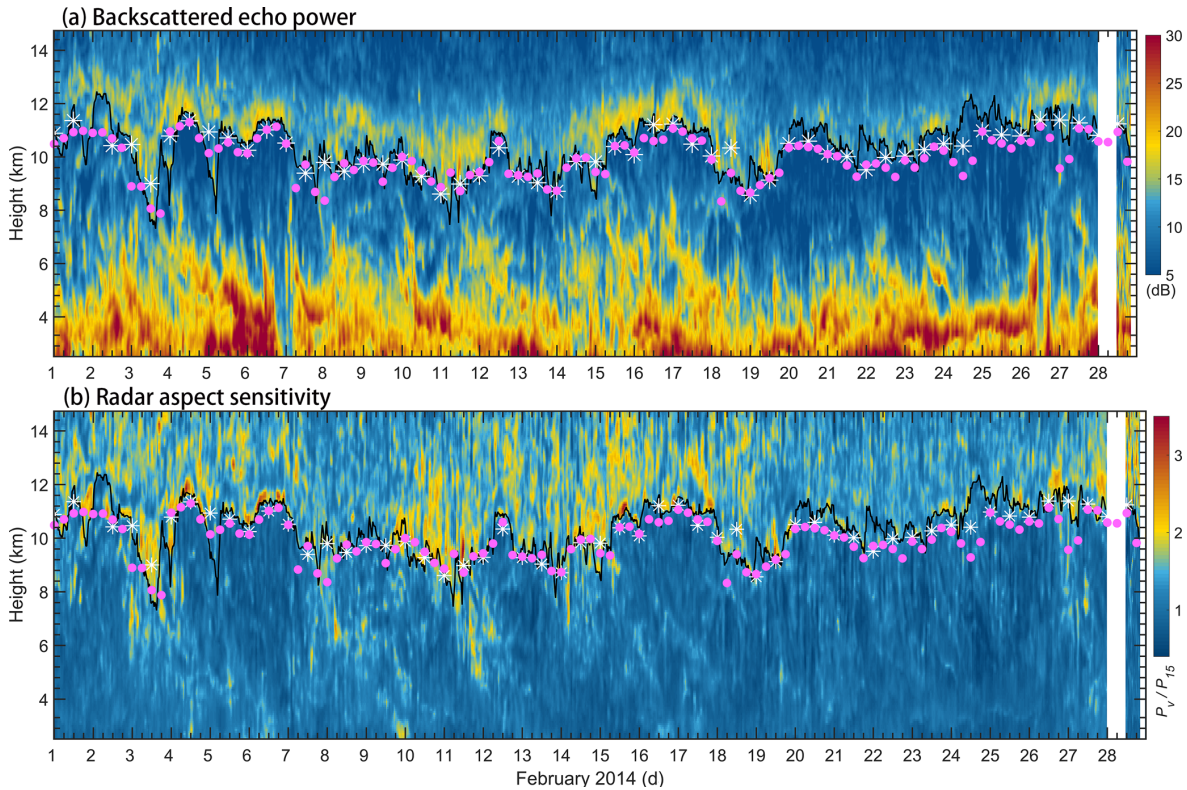 (a) Backscattered echo power
14
12
10
8
6
4
Height (km)
1 2 3 4 5 6 7 8 9 10 11 12 13 14 15 16 17 18 19 20 21 22 23 24 25 26 27 28
30
25
20
15
10
5
(dB)
(b) Radar aspect sensitivity
14
12
10
8
6
4
Height (km)
1 2 3 4 5 6 7 8 9 10 11 12 13 14 15 16 17 18 19 20 21 22 23 24 25 26 27 28
February 2014 (d)
3
2
1
Pv / P15